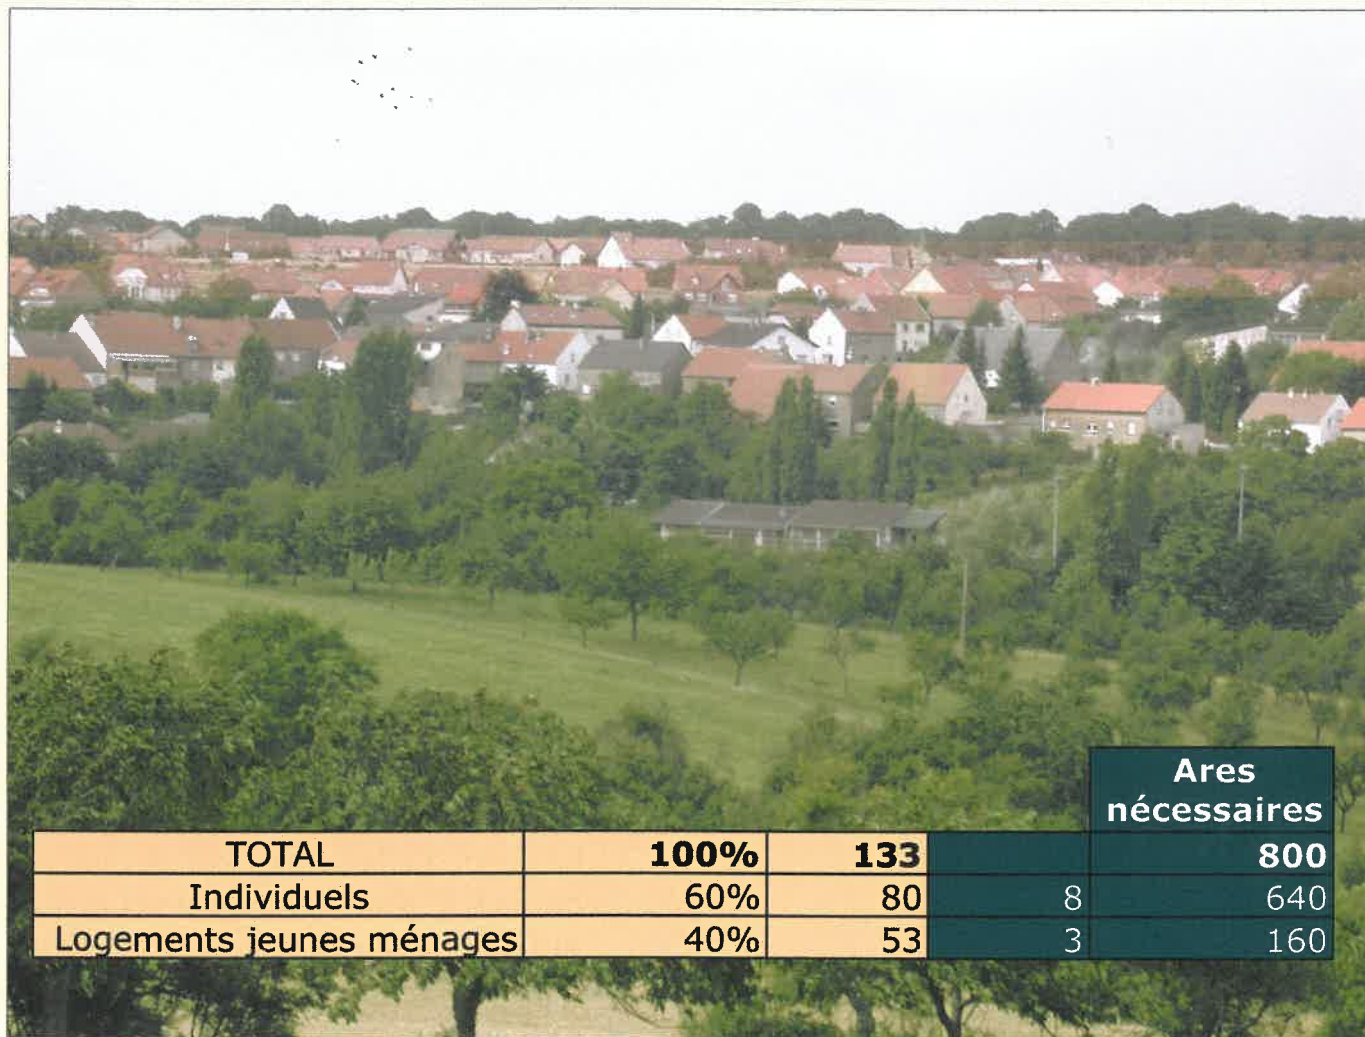 Ares
nécessaires
TOTAL 100% 133 800
Individuels 60% 80 8 640
Logements jeunes ménages 40% 53 3 160